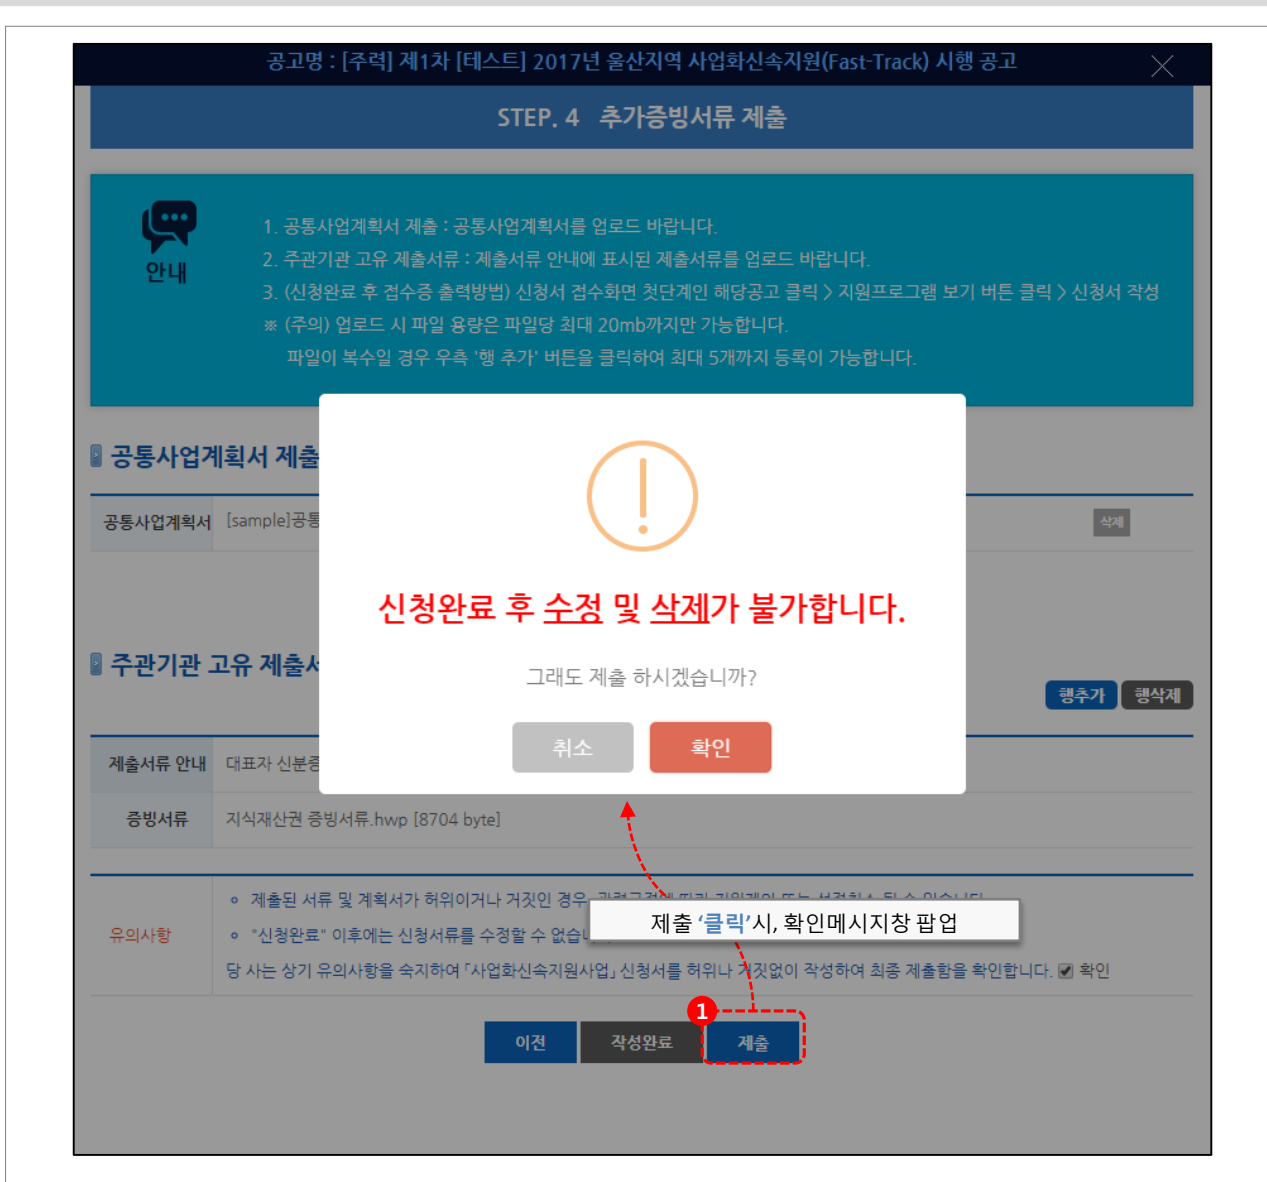 공고명 : [주력] 제1차 [테스트] 2017년 울산지역 사업화신속지원(Fast-Track) 시행 공고
STEP. 4 추가증빙서류 제출
안내
1. 공통사업계획서 제출 : 공통사업계획서를 업로드 바랍니다.
2. 주관기관 고유 제출서류 : 제출서류 안내에 표시된 제출서류를 업로드 바랍니다.
3. (신청완료 후 접수증 출력방법) 신청서 접수화면 첫단계인 해당공고 클릭 > 지원프로그램 보기 버튼 클릭 > 신청서 작성
※ (주의) 업로드 시 파일 용량은 파일당 최대 20mb까지만 가능합니다.
파일이 복수일 경우 우측 '행 추가' 버튼을 클릭하여 최대 5개까지 등록이 가능합니다.
공통사업계획서 제출
공통사업계획서 [sample]공통
삭제
신청완료 후 수정 및 삭제가 불가합니다.
그래도 제출 하시겠습니까?
취소 확인
주관기관 고유 제출서
행추가 행삭제
제출서류 안내 대표자 신분증
증빙서류 지식재산권 증빙서류.hwp [8704 byte]
유의사항
제출된 서류 및 계획서가 허위이거나 거짓인 경우,
제출 '클릭'시, 확인메시지창 팝업
"신청완료" 이후에는 신청서류를 수정할 수 없습
당 사는 상기 유의사항을 숙지하여 「사업화신속지원사업」 신청서를 허위나 거짓없이 작성하여 최종 제출함을 확인합니다. 확인
1
이전 작성완료 제출